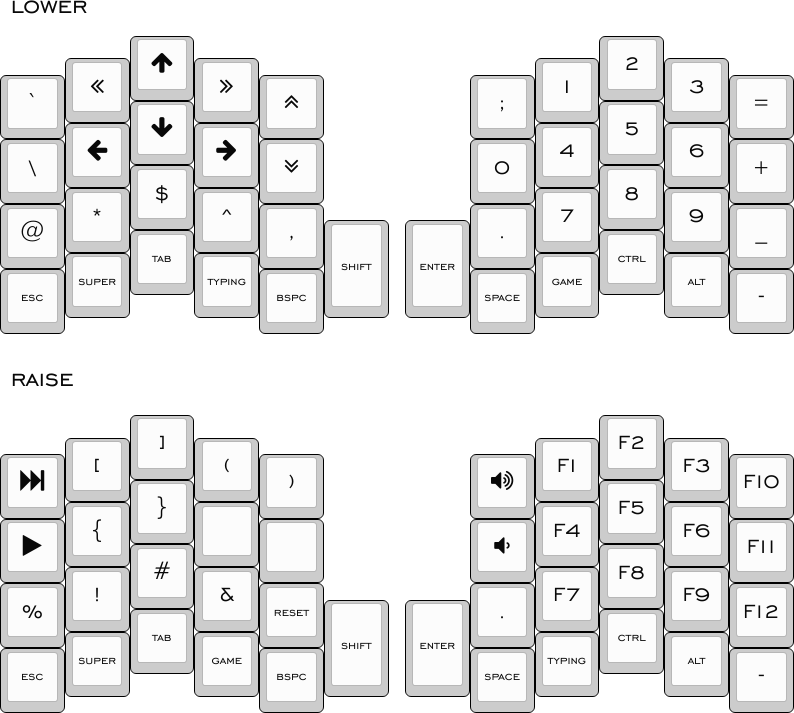 LOWER
` « ↑ » ︽ ; 1 2 3 =
\ ← ↓ → ︾ 0 4 5 6 +
@ * $ ^ , . 7 8 9 _
ESC SUPER TAB TYPING BSPC SHIFT ENTER SPACE GAME CTRL ALT -
RAISE
[ ] ( ) F1 F2 F3 F10
{ } F4 F5 F6 F11
% ! # & RESET . F7 F8 F9 F12
ESC SUPER TAB GAME BSPC SHIFT ENTER SPACE TYPING CTRL ALT -